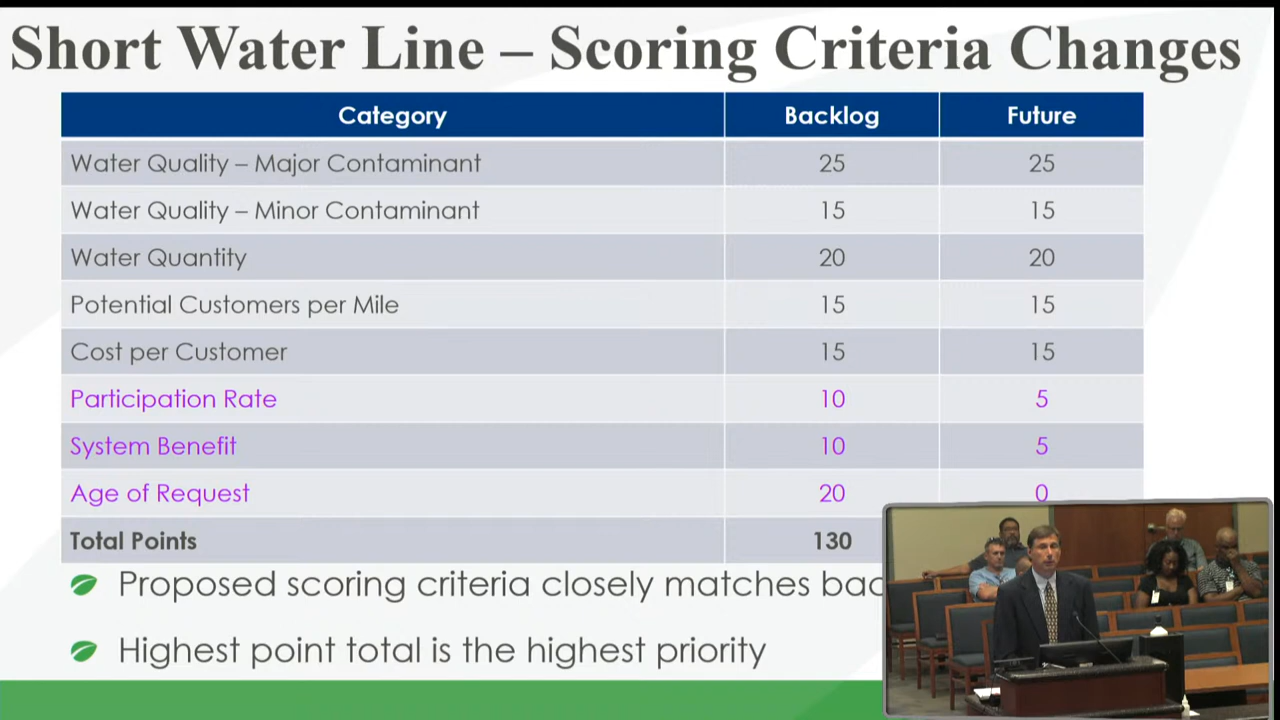 Short Water Line – Scoring Criteria Changes
Category Backlog Future
Water Quality – Major Contaminant 25 25
Water Quality – Minor Contaminant 15 15
Water Quantity 20 20
Potential Customers per Mile 15 15
Cost per Customer 15 15
Participation Rate 10 5
System Benefit 10 5
Age of Request 20 0
Total Points 130
Proposed scoring criteria closely matches bac
Highest point total is the highest priority